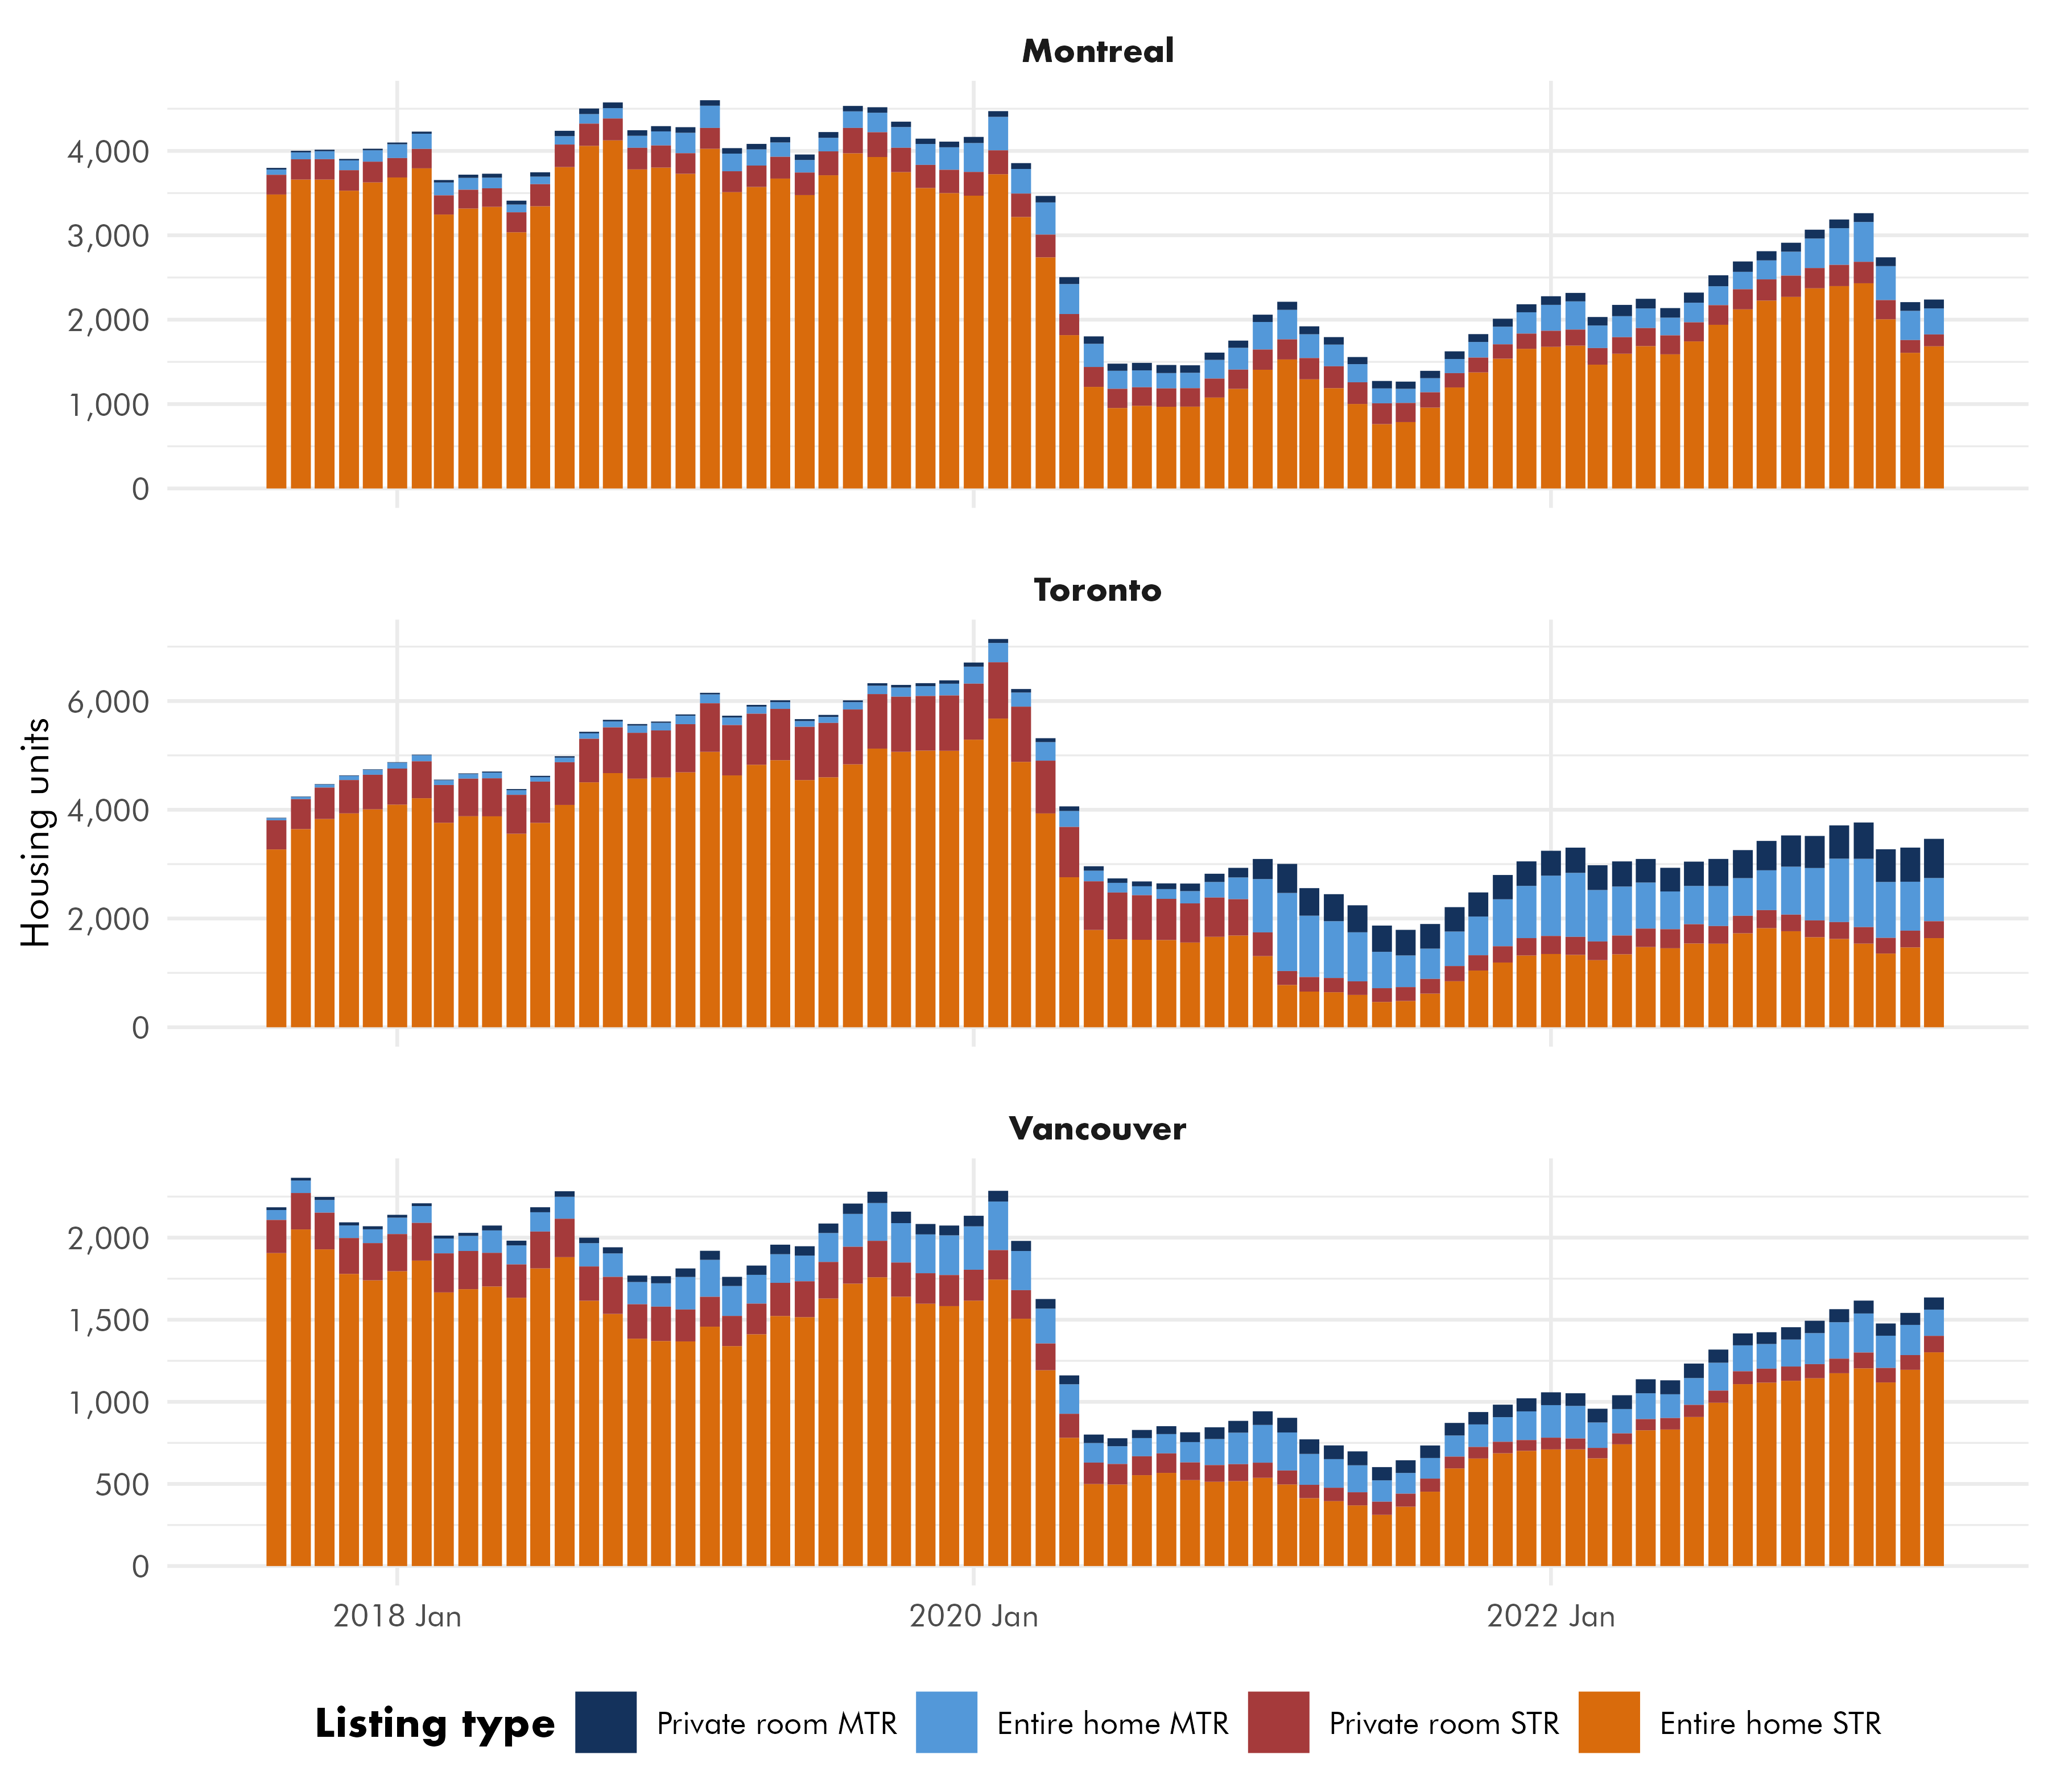 Montreal
4,000
3,000
2,000
1,000
0
Toronto
Housing units
6,000
4,000
2,000
0
Vancouver
2,000
1,500
1,000
500
0
2018 Jan 2020 Jan 2022 Jan
Listing type Private room MTR Entire home MTR Private room STR Entire home STR